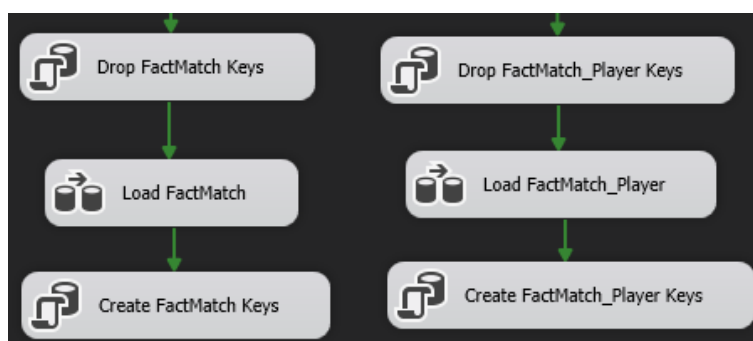 Drop FactMatch Keys
Drop FactMatch_Player Keys
Load FactMatch
Load FactMatch_Player
Create FactMatch Keys
Create FactMatch_Player Keys